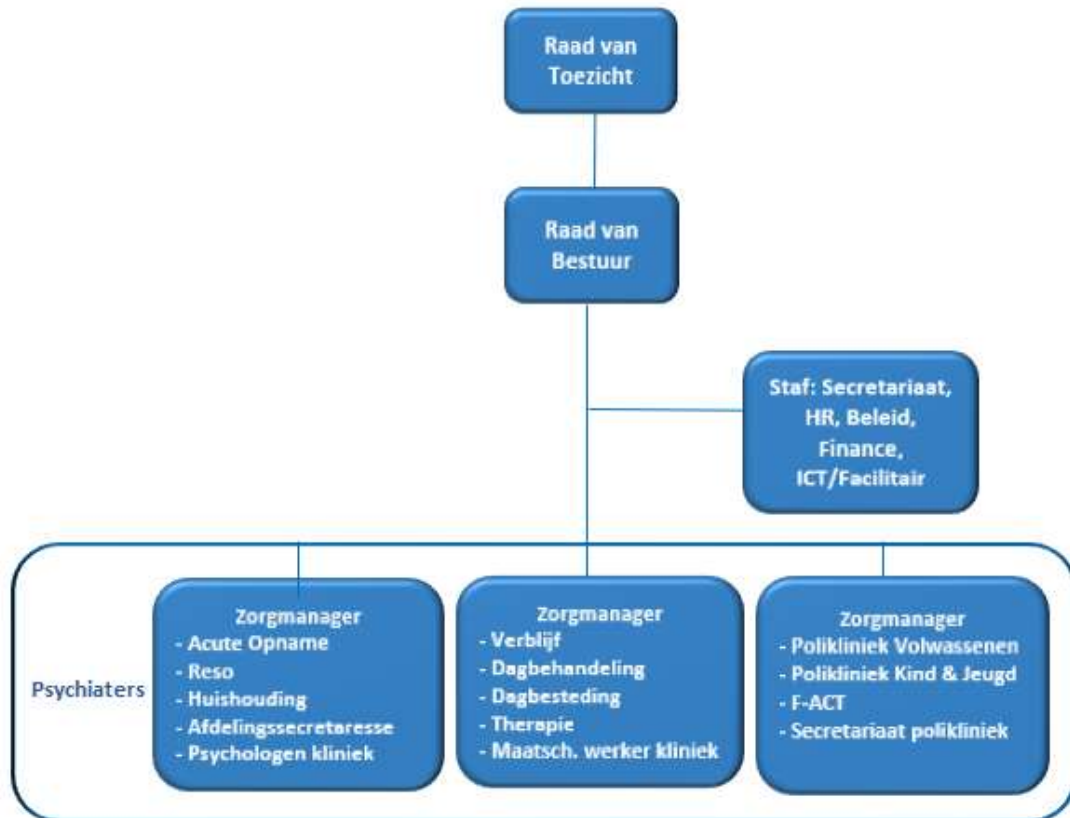 Raad van
Toezicht
Raad van
Bestuur
Staf: Secretariaat,
HR, Beleid,
Finance,
ICT/Facilitair
Psychiaters
Zorgmanager
- Acute Opname
- Reso
- Huishouding
- Afdelingssecretaresse
- Psychologen kliniek
Zorgmanager
- Verblijf
- Dagbehandeling
- Dagbesteding
- Therapie
- Maatsch. werker kliniek
Zorgmanager
- Polikliniek Volwassenen
- Polikliniek Kind & Jeugd
- F-ACT
- Secretariaat polikliniek